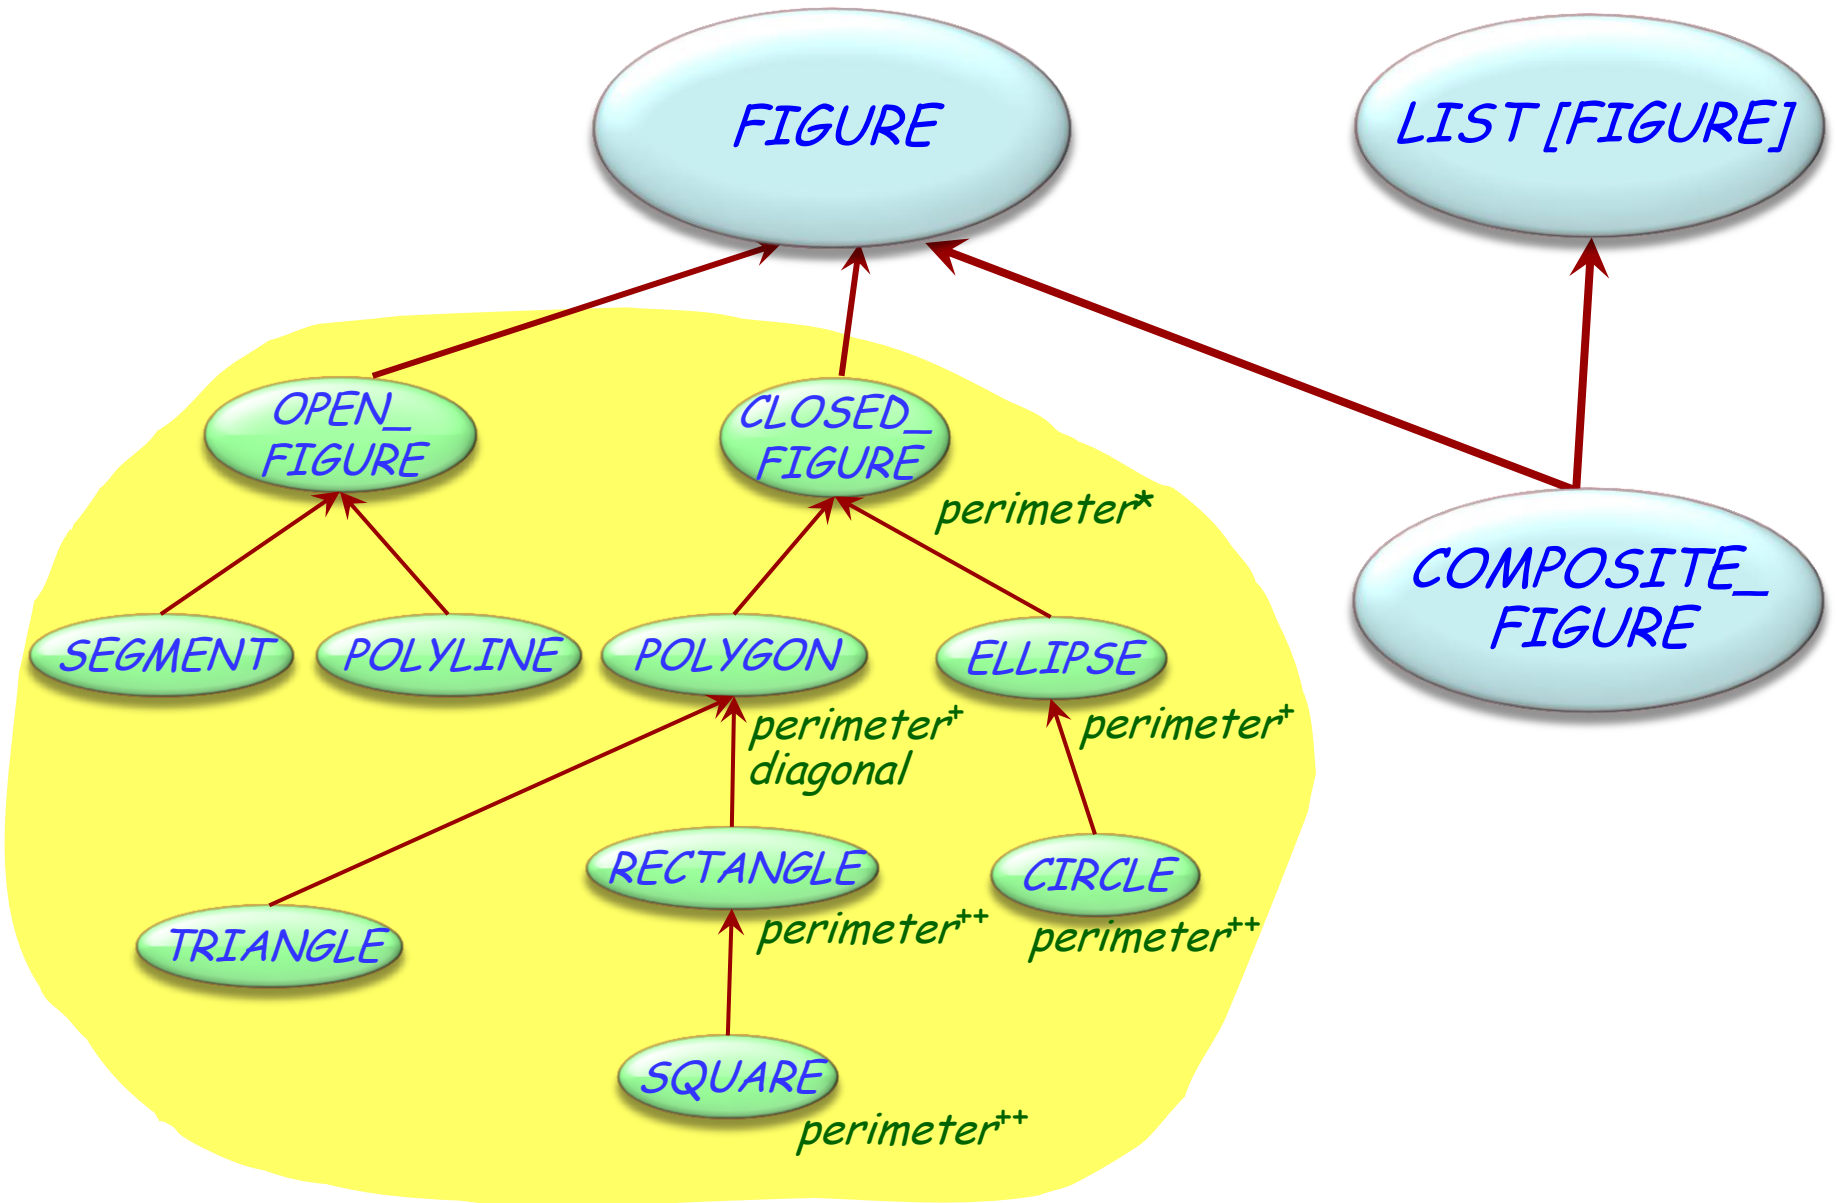 FIGURE
LIST [FIGURE]
OPEN_
FIGURE
CLOSED_
FIGURE
perimeter*
COMPOSITE_
FIGURE
SEGMENT
POLYLINE
POLYGON
ELLIPSE
perimeter+
diagonal
perimeter+
RECTANGLE
CIRCLE
perimeter++
perimeter++
TRIANGLE
SQUARE
perimeter++